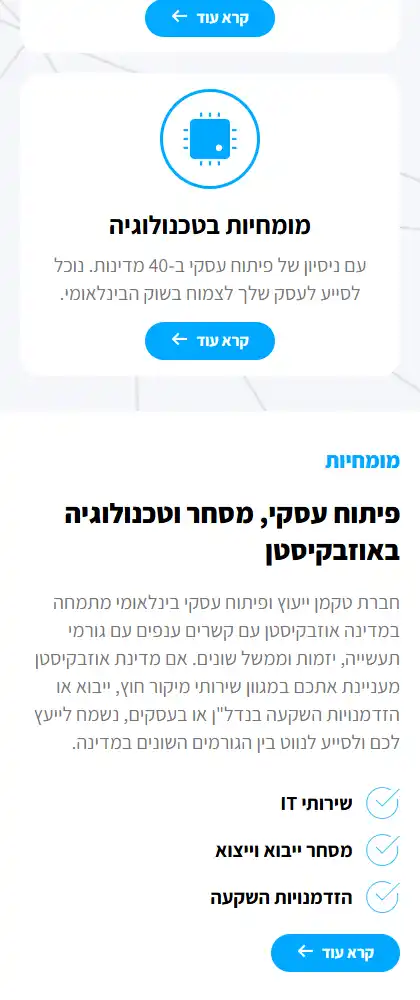 קרא עוד
מומחיות בטכנולוגיה
עם ניסיון של פיתוח עסקי ב-40 מדינות. נוכל
לסייע לעסק שלך לצמוח בשוק הבינלאומי.
קרא עוד
מומחיות
פיתוח עסקי, מסחר וטכנולוגיה
באוזבקיסטן
חברת טקמן ייעוץ ופיתוח עסקי בינלאומי מתמחה
במדינה אוזבקיסטן עם קשרים ענפים עם גורמי
תעשייה, יזמות וממשל שונים. אם מדינת אוזבקיסטן
מעניינת אתכם במגוון שירותי מיקור חוץ, ייבוא או
הזדמנויות השקעה בנדל"ן או בעסקים, נשמח לייעץ
לכם ולסייע לנווט בין הגורמים השונים במדינה.
שירותי IT
מסחר ייבוא וייצוא
הזדמנויות השקעה
קרא עוד